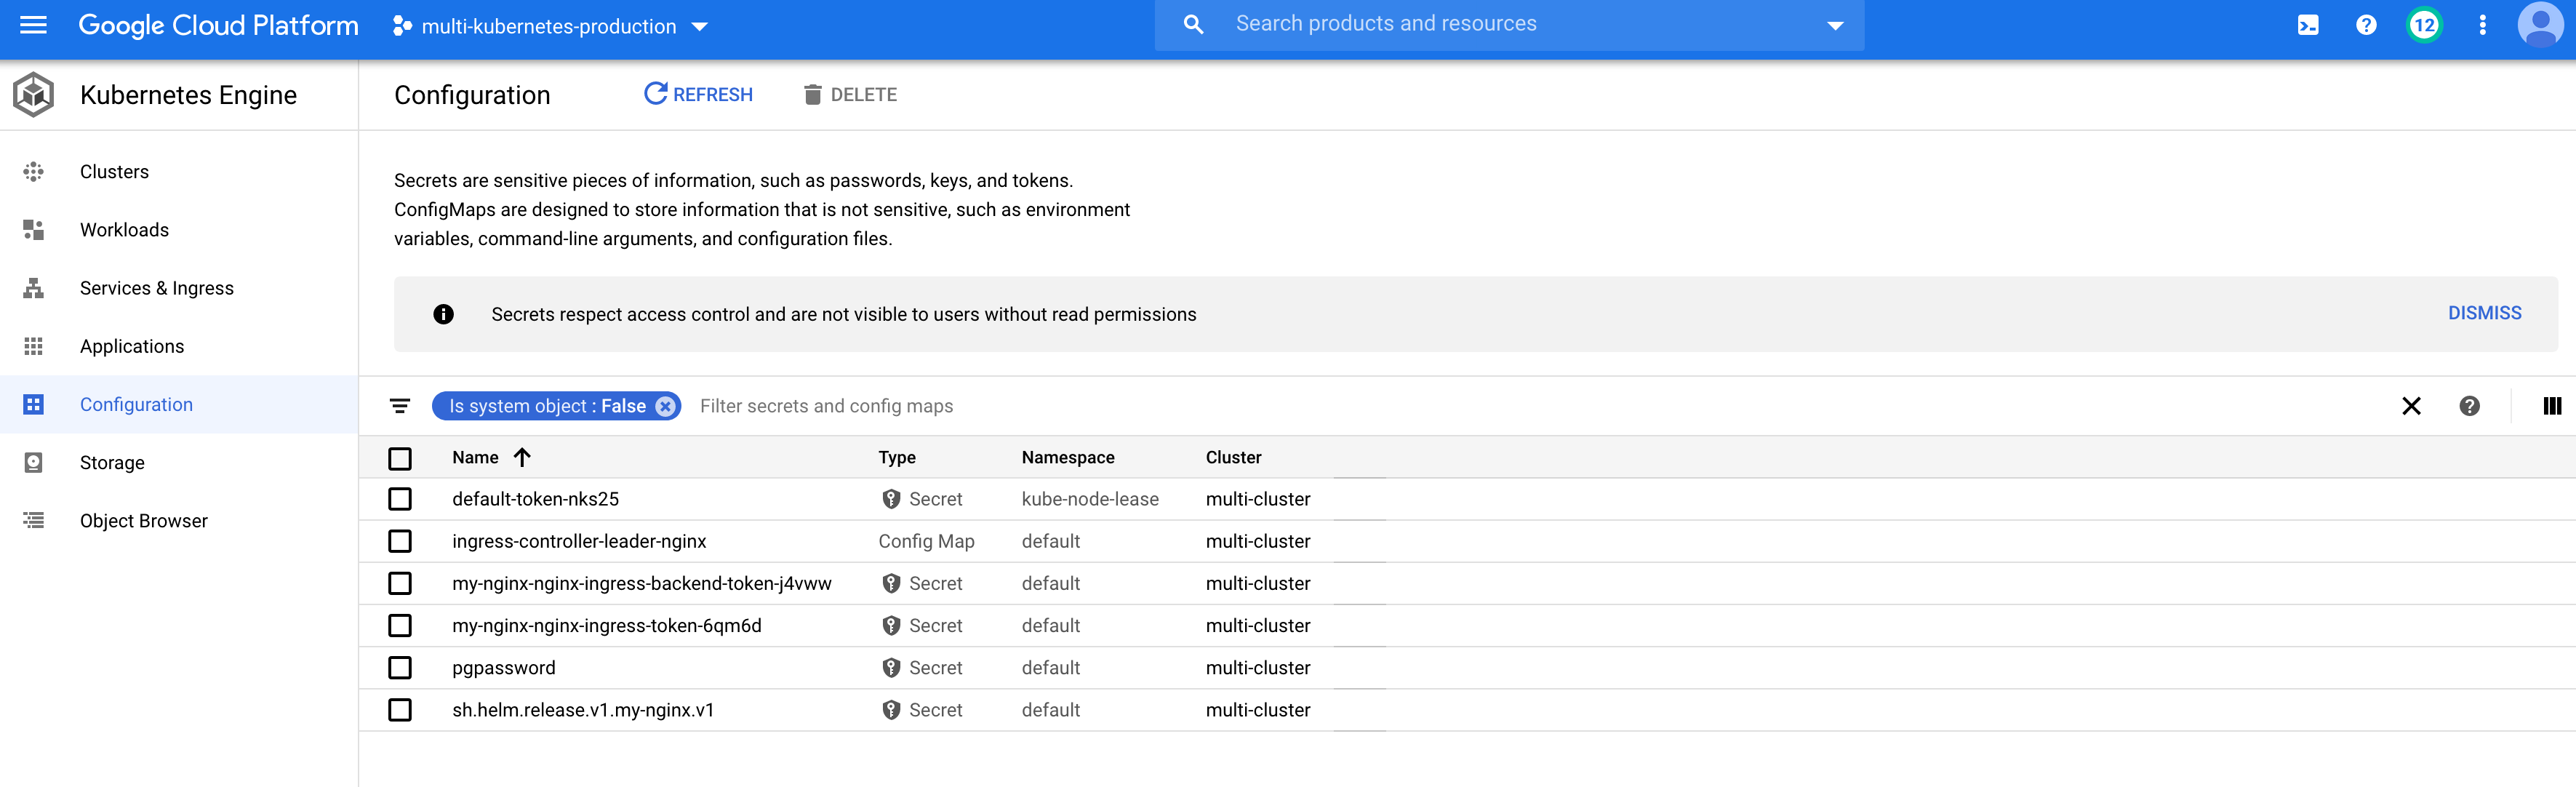 Google Cloud Platform
multi-kubernetes-production
Search products and resources
12
Kubernetes Engine
Configuration
REFRESH
DELETE
Clusters
Workloads
Services & Ingress
Applications
Configuration
Storage
Object Browser
Secrets are sensitive pieces of information, such as passwords, keys, and tokens.
ConfigMaps are designed to store information that is not sensitive, such as environment
variables, command-line arguments, and configuration files.
Secrets respect access control and are not visible to users without read permissions
DISMISS
Is system object : False
Filter secrets and config maps
Name Type Namespace Cluster
default-token-nks25 Secret kube-node-lease multi-cluster
ingress-controller-leader-nginx Config Map default multi-cluster
my-nginx-nginx-ingress-backend-token-j4vww Secret default multi-cluster
my-nginx-nginx-ingress-token-6qm6d Secret default multi-cluster
pgpassword Secret default multi-cluster
sh.helm.release.v1.my-nginx.v1 Secret default multi-cluster